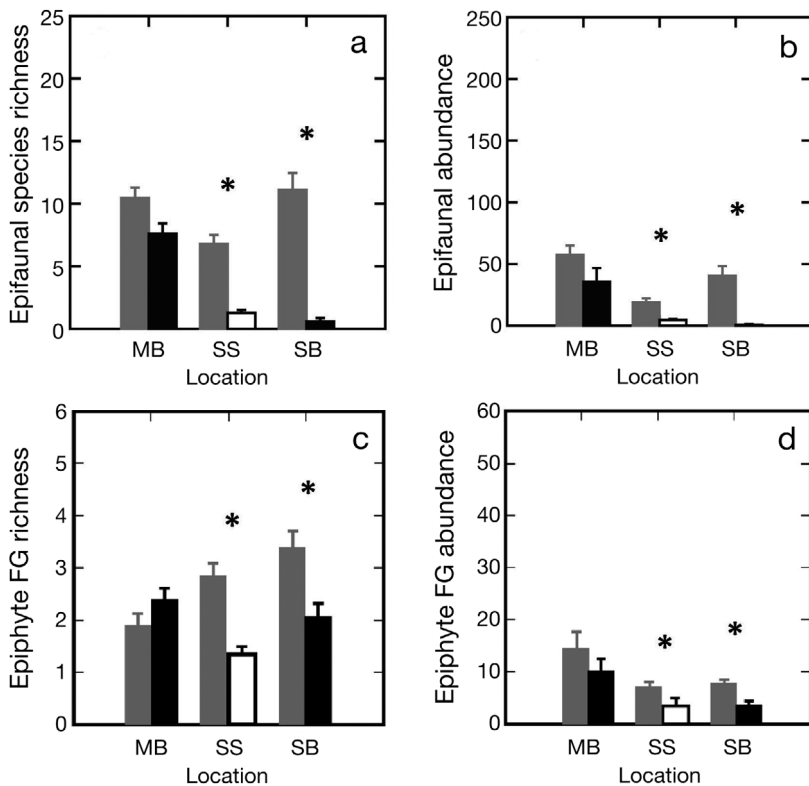 a
Epifaunal species richness
25
20
15
10
5
0
*
*
MB SS SB
Location
b
Epifaunal abundance
250
200
150
100
50
0
*
*
MB SS SB
Location
c
Epiphyte FG richness
6
5
4
3
2
1
0
*
*
MB SS SB
Location
d
Epiphyte FG abundance
60
50
40
30
20
10
0
*
*
MB SS SB
Location